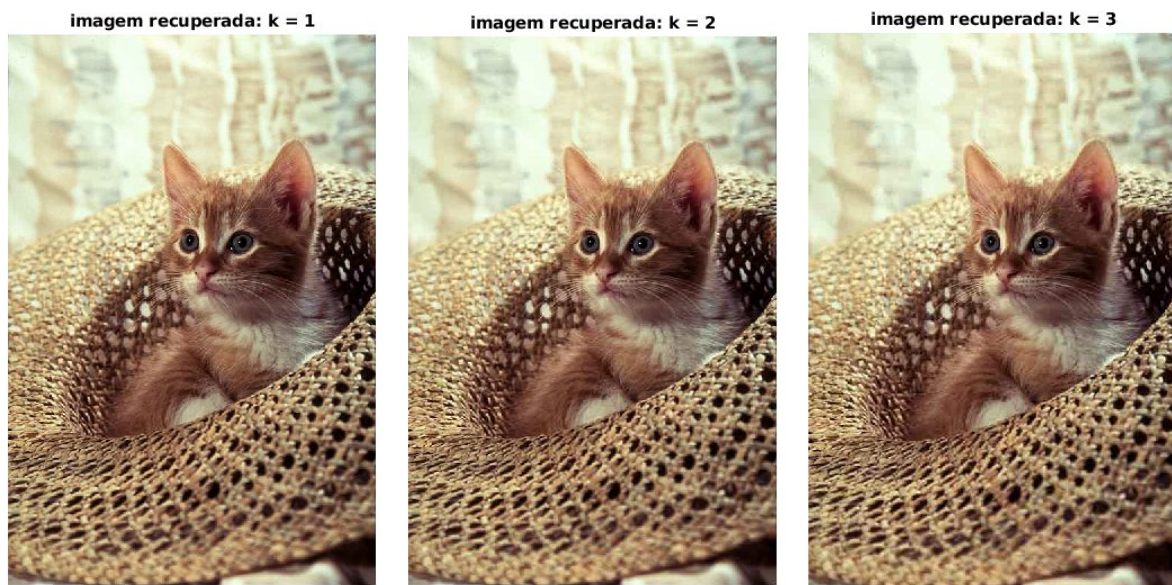 imagem recuperada: k = 1
imagem recuperada: k = 2
imagem recuperada: k = 3